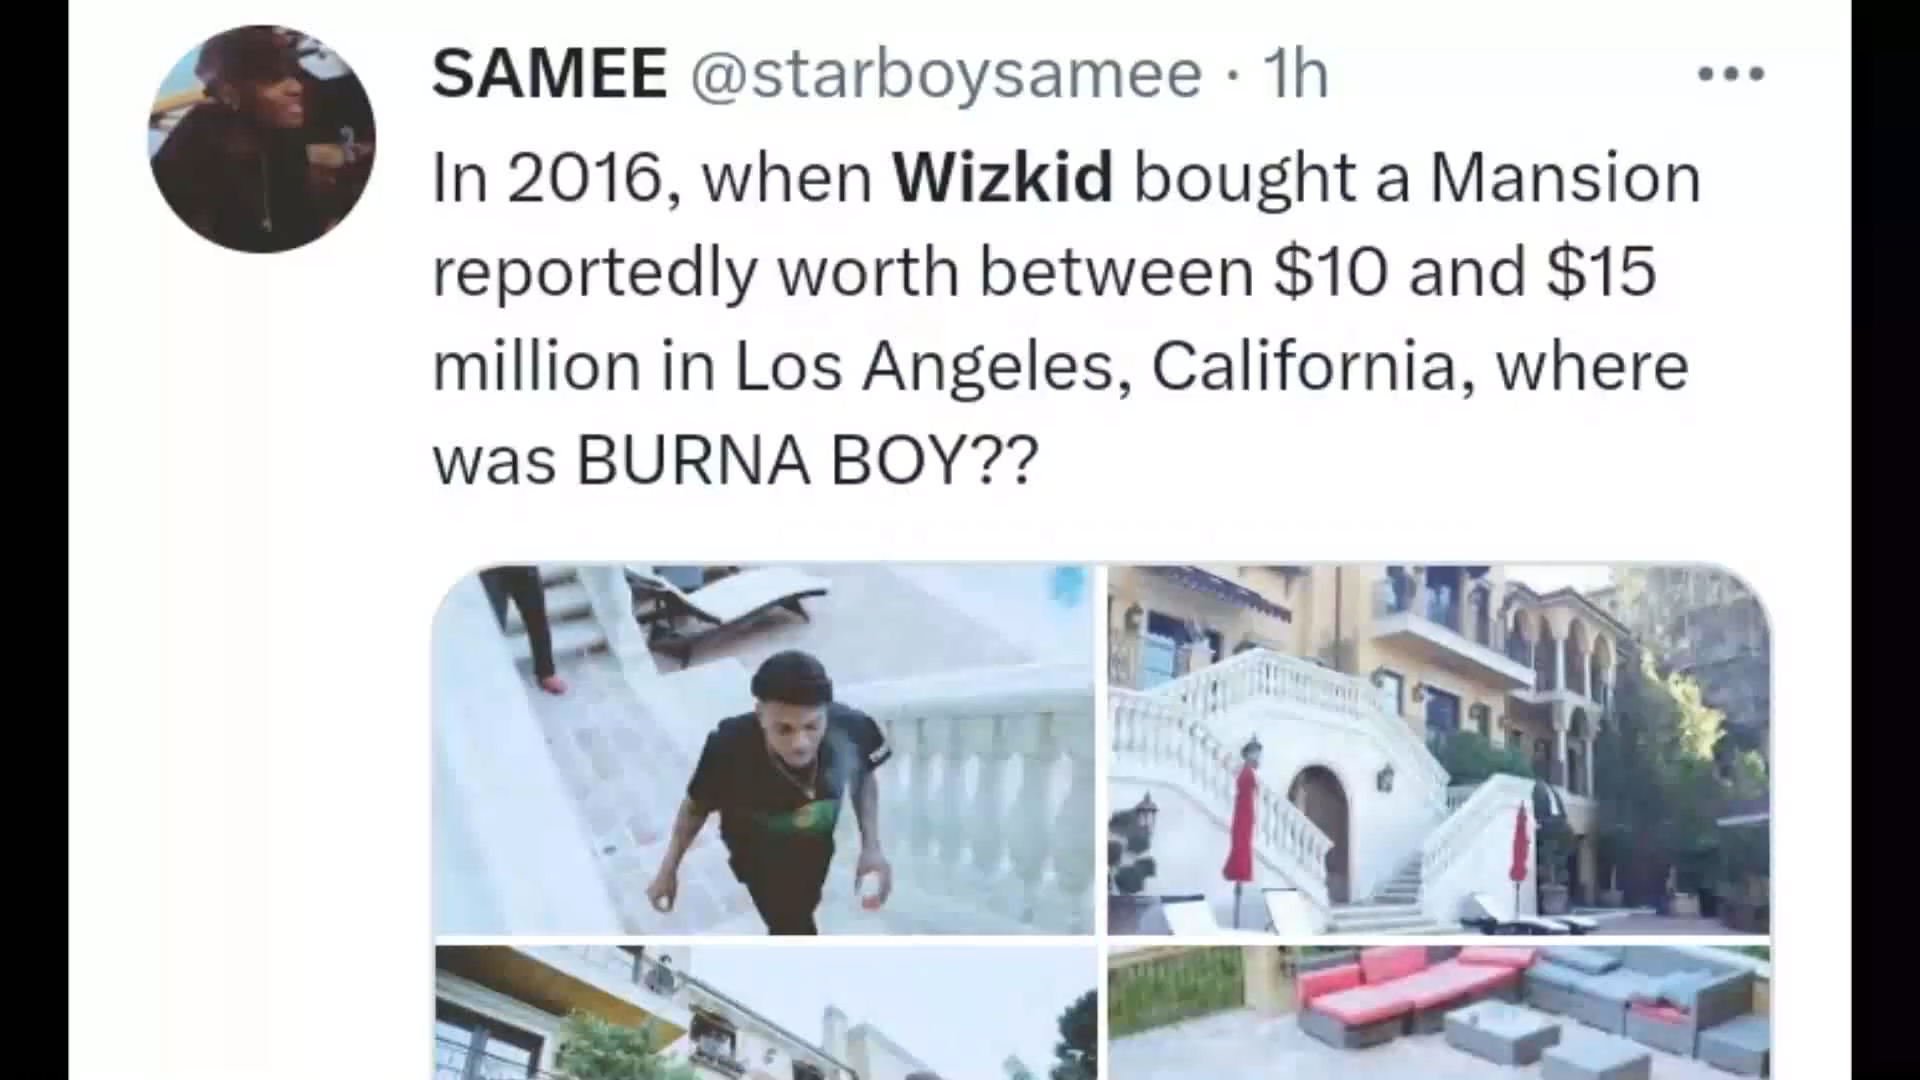 SAMEE @starboysamee · 1h
In 2016, when Wizkid bought a Mansion
reportedly worth between $10 and $15
million in Los Angeles, California, where
was BURNA BOY??